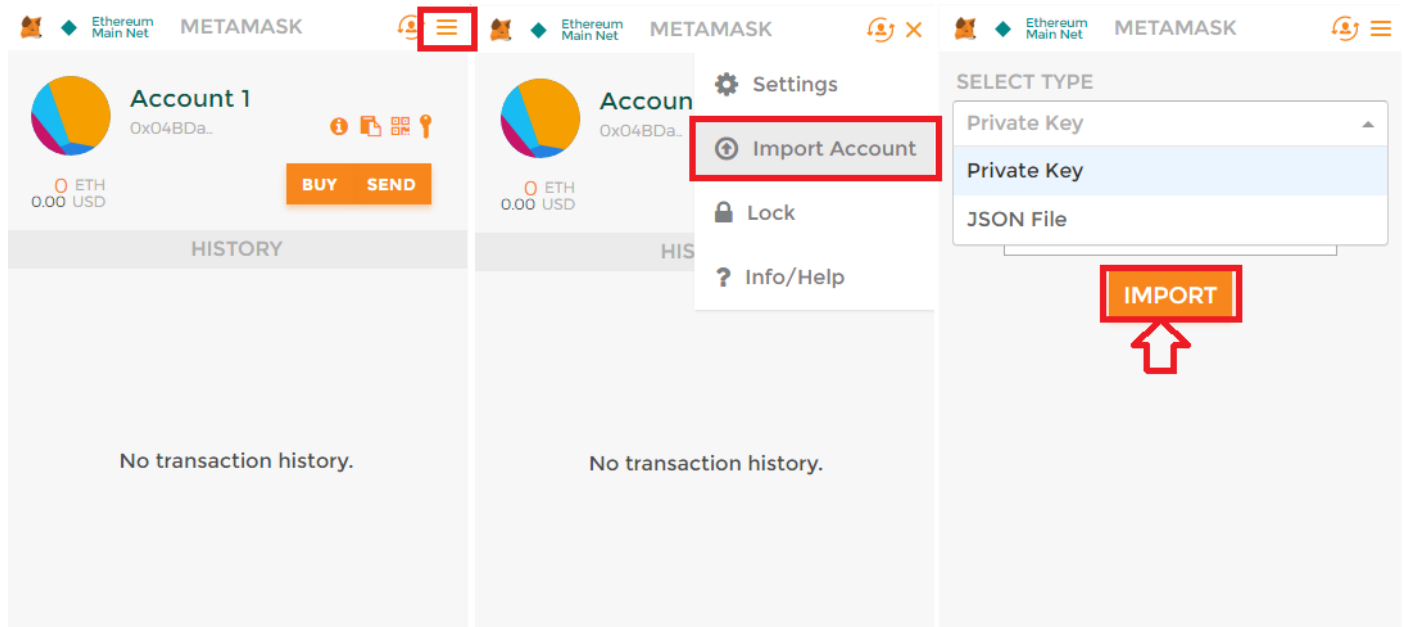 Ethereum
Main Net
METAMASK
Account 1
0x04BDa..
0 ETH
0.00 USD
BUY SEND
HISTORY
No transaction history.
Ethereum
Main Net
METAMASK
Accoun
0x04BDa..
0 ETH
0.00 USD
HIS
Settings
Import Account
Lock
? Info/Help
No transaction history.
Ethereum
Main Net
METAMASK
SELECT TYPE
Private Key
Private Key
JSON File
IMPORT